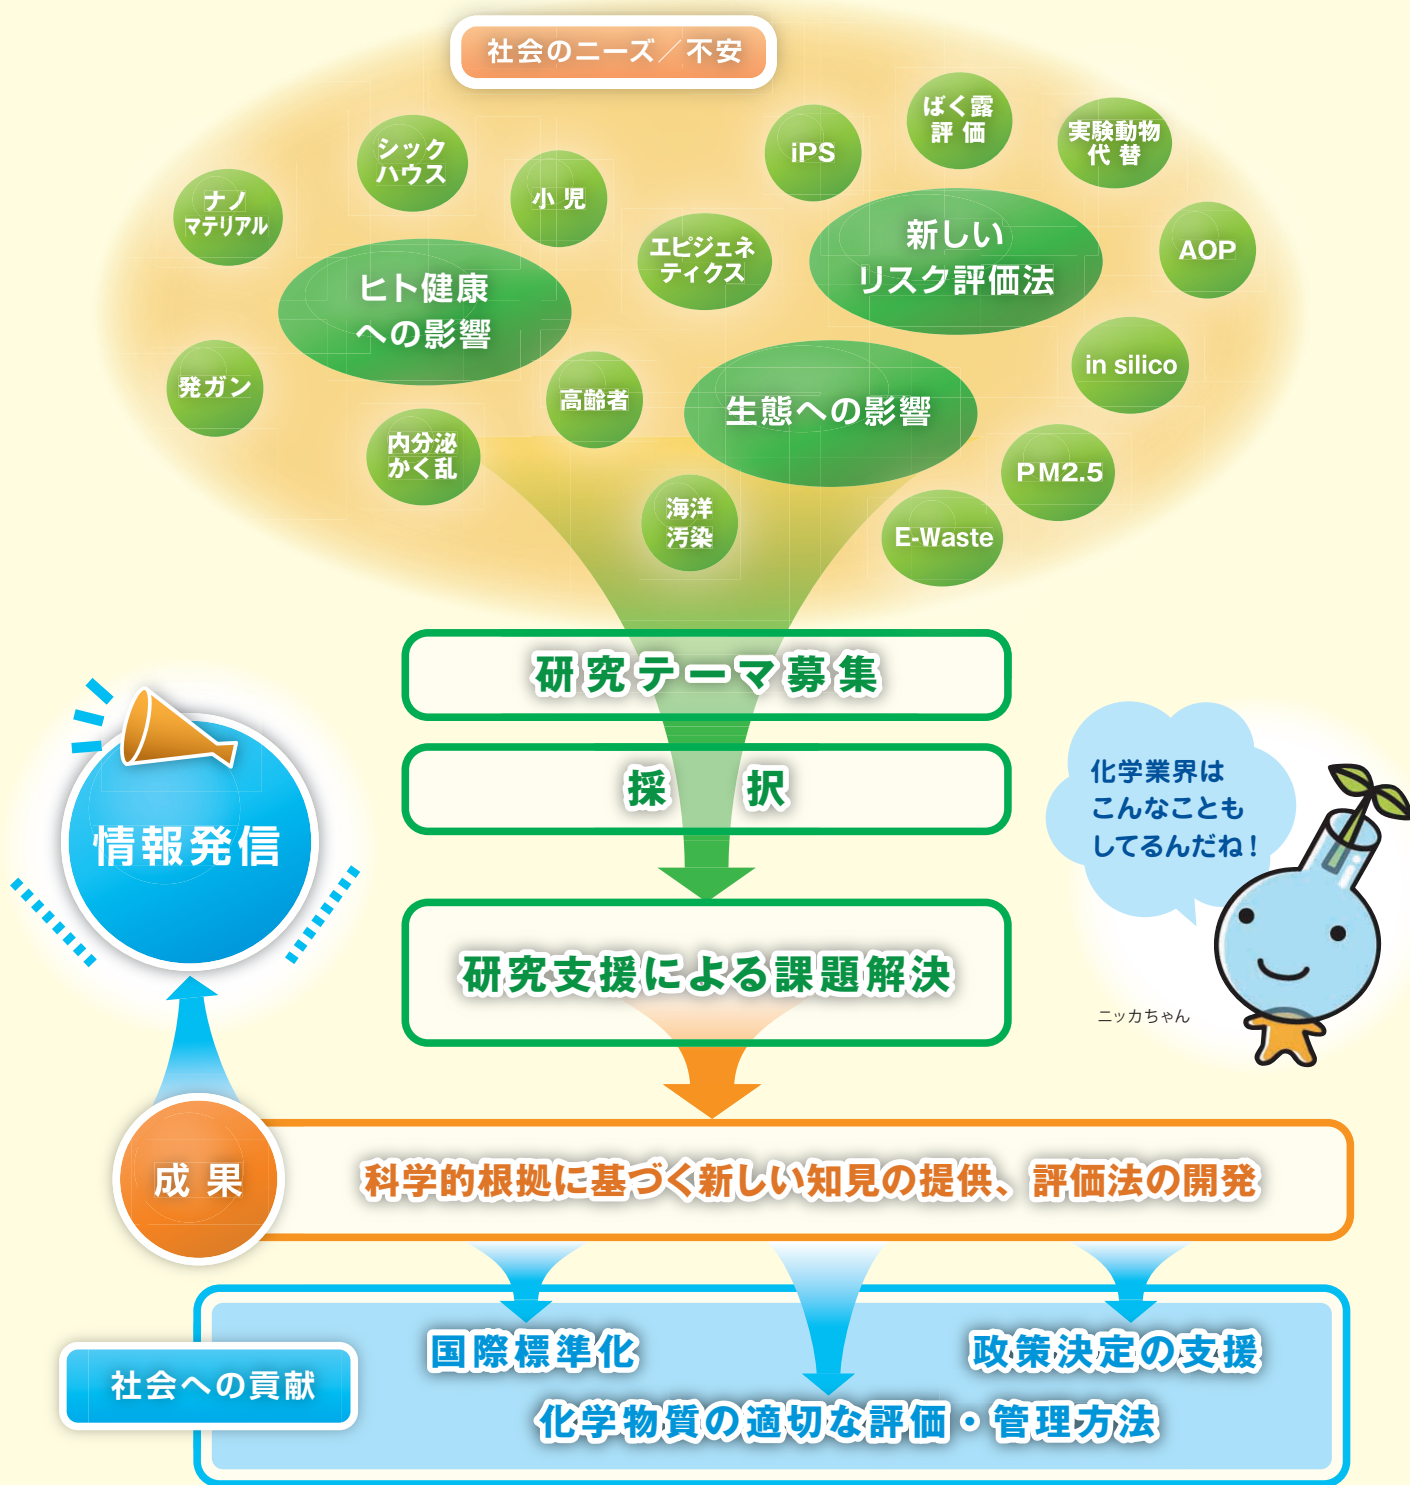 社会のニーズ／不安
シック
ハウス
小児
ナノ
マテリアル
ヒト健康
への影響
発ガン
内分泌
かく乱
高齢者
iPS
ばく露
評価
実験動物
代替
エピジェネ
ティクス
新しい
リスク評価法
AOP
in silico
生態への影響
PM2.5
海洋
汚染
E-Waste
研究テーマ募集
採択
研究支援による課題解決
情報発信
化学業界は
こんなことも
してるんだね！
ニッカちゃん
成果
科学的根拠に基づく新しい知見の提供、評価法の開発
社会への貢献
国際標準化
政策決定の支援
化学物質の適切な評価・管理方法